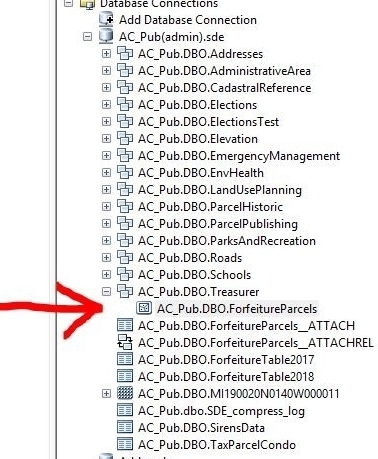 Database Connections
Add Database Connection
AC_Pub(admin).sde
AC_Pub.DBO.Addresses
AC_Pub.DBO.AdministrativeArea
AC_Pub.DBO.CadastralReference
AC_Pub.DBO.Elections
AC_Pub.DBO.ElectionsTest
AC_Pub.DBO.Elevation
AC_Pub.DBO.EmergencyManagement
AC_Pub.DBO.EnvHealth
AC_Pub.DBO.LandUsePlanning
AC_Pub.DBO.ParcelHistoric
AC_Pub.DBO.ParcelPublishing
AC_Pub.DBO.ParksAndRecreation
AC_Pub.DBO.Roads
AC_Pub.DBO.Schools
AC_Pub.DBO.Treasurer
AC_Pub.DBO.ForfeitureParcels
AC_Pub.DBO.ForfeitureParcels__ATTACH
AC_Pub.DBO.ForfeitureParcels__ATTACHREL
AC_Pub.DBO.ForfeitureTable2017
AC_Pub.DBO.ForfeitureTable2018
AC_Pub.DBO.MI190020N0140W000011
AC_Pub.dbo.SDE_compress_log
AC_Pub.DBO.SirensData
AC_Pub.DBO.TaxParcelCondo